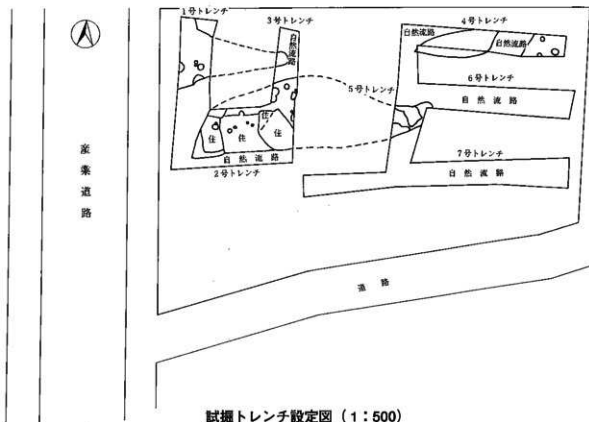 1号トレンチ
3号トレンチ
4号トレンチ
自然流路
自然流路
自然流路
5号トレンチ
6号トレンチ
自然流路
住
住
住
住
自然流路
2号トレンチ
7号トレンチ
自然流路
産業道路
道路
試掘トレンチ設定図（1：500）